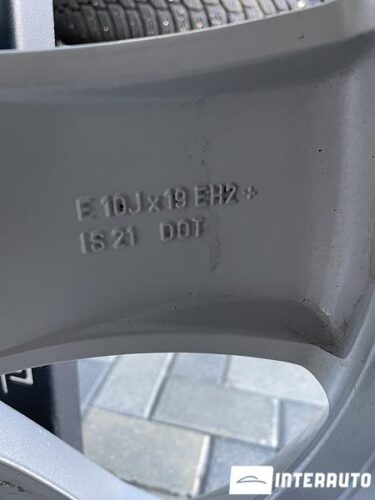 E 10J x 19 EH2 +
IS 21 DOT
INTERAUTO